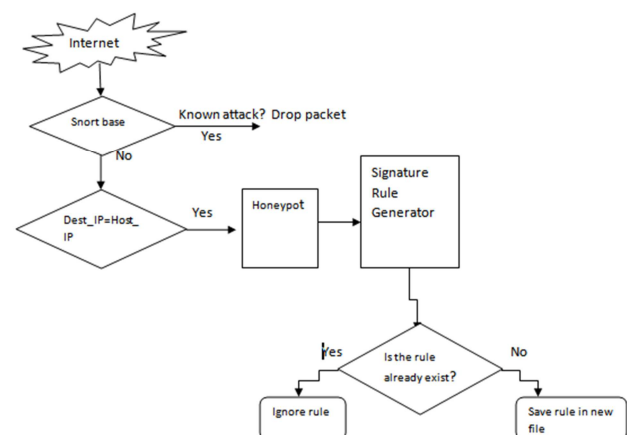 Internet
Snort base
Known attack? Drop packet
Yes
No
Dest_IP=Host_
IP
Yes
Honeypot
Signature
Rule
Generator
Yes
Is the rule
already exist?
No
Ignore rule
Save rule in new
file